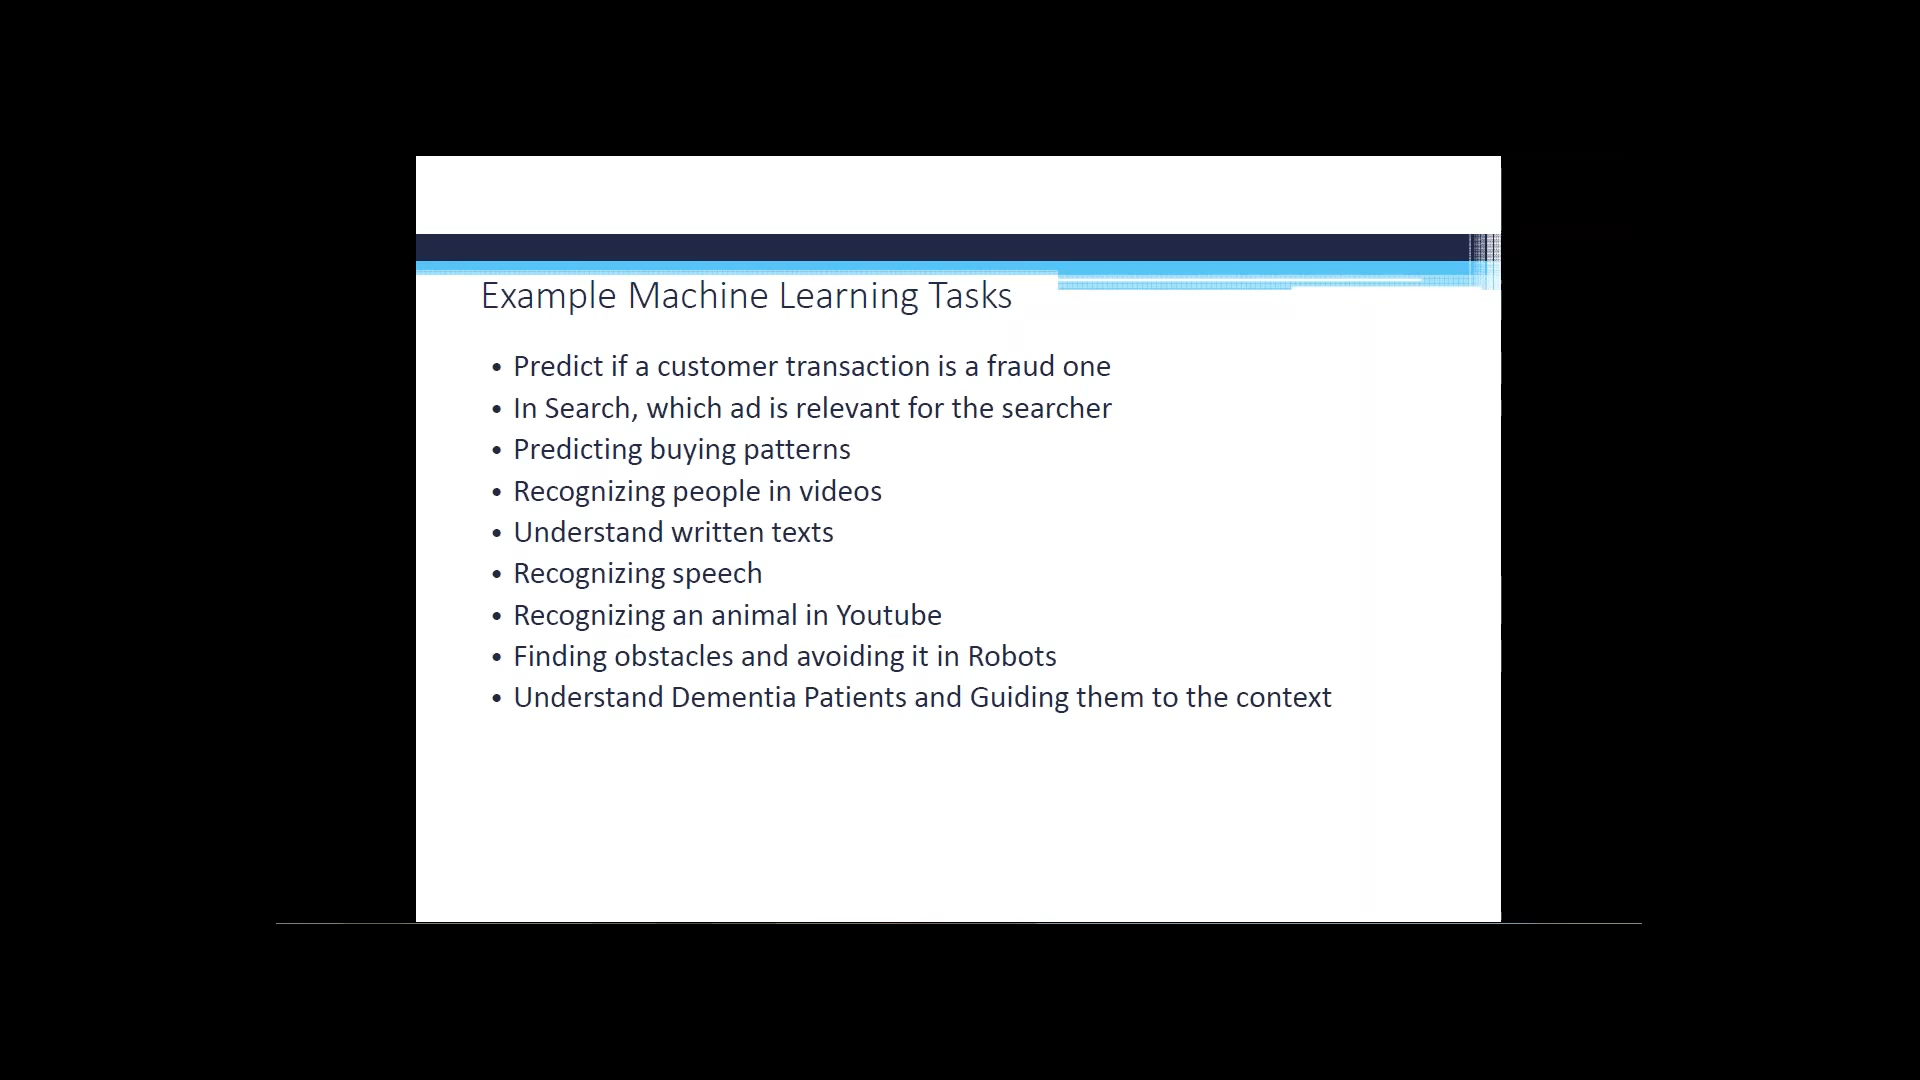 Example Machine Learning Tasks
• Predict if a customer transaction is a fraud one
• In Search, which ad is relevant for the searcher
• Predicting buying patterns
• Recognizing people in videos
• Understand written texts
• Recognizing speech
• Recognizing an animal in Youtube
• Finding obstacles and avoiding it in Robots
• Understand Dementia Patients and Guiding them to the context